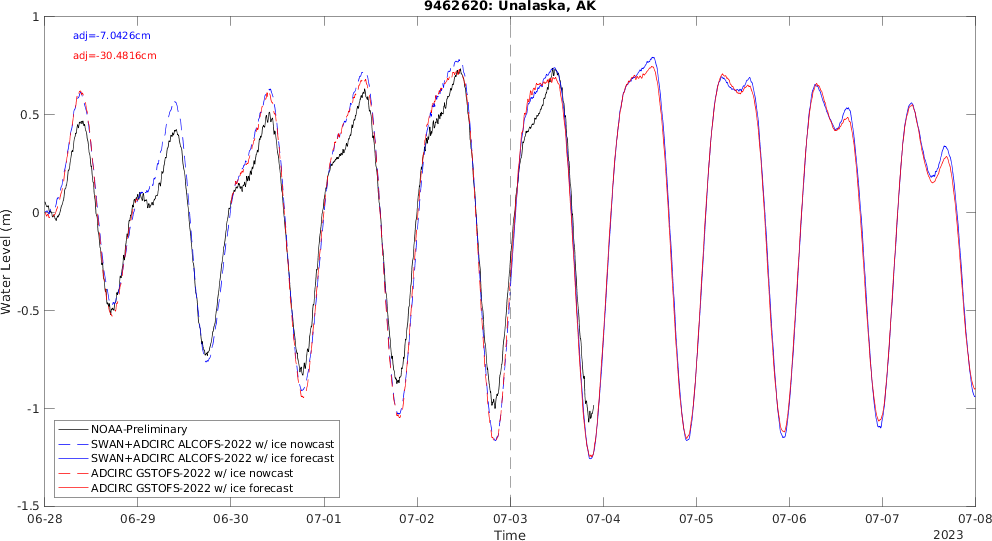 9462620: Unalaska, AK
adj=-7.0426cm
adj=-30.4816cm
1
0.5
0
-0.5
-1
-1.5
Water Level (m)
NOAA-Preliminary
SWAN+ADCIRC ALCOFS-2022 w/ ice nowcast
SWAN+ADCIRC ALCOFS-2022 w/ ice forecast
ADCIRC GSTOFS-2022 w/ ice nowcast
ADCIRC GSTOFS-2022 w/ ice forecast
06-28 06-29 06-30 07-01 07-02 07-03 07-04 07-05 07-06 07-07 07-08
Time
2023